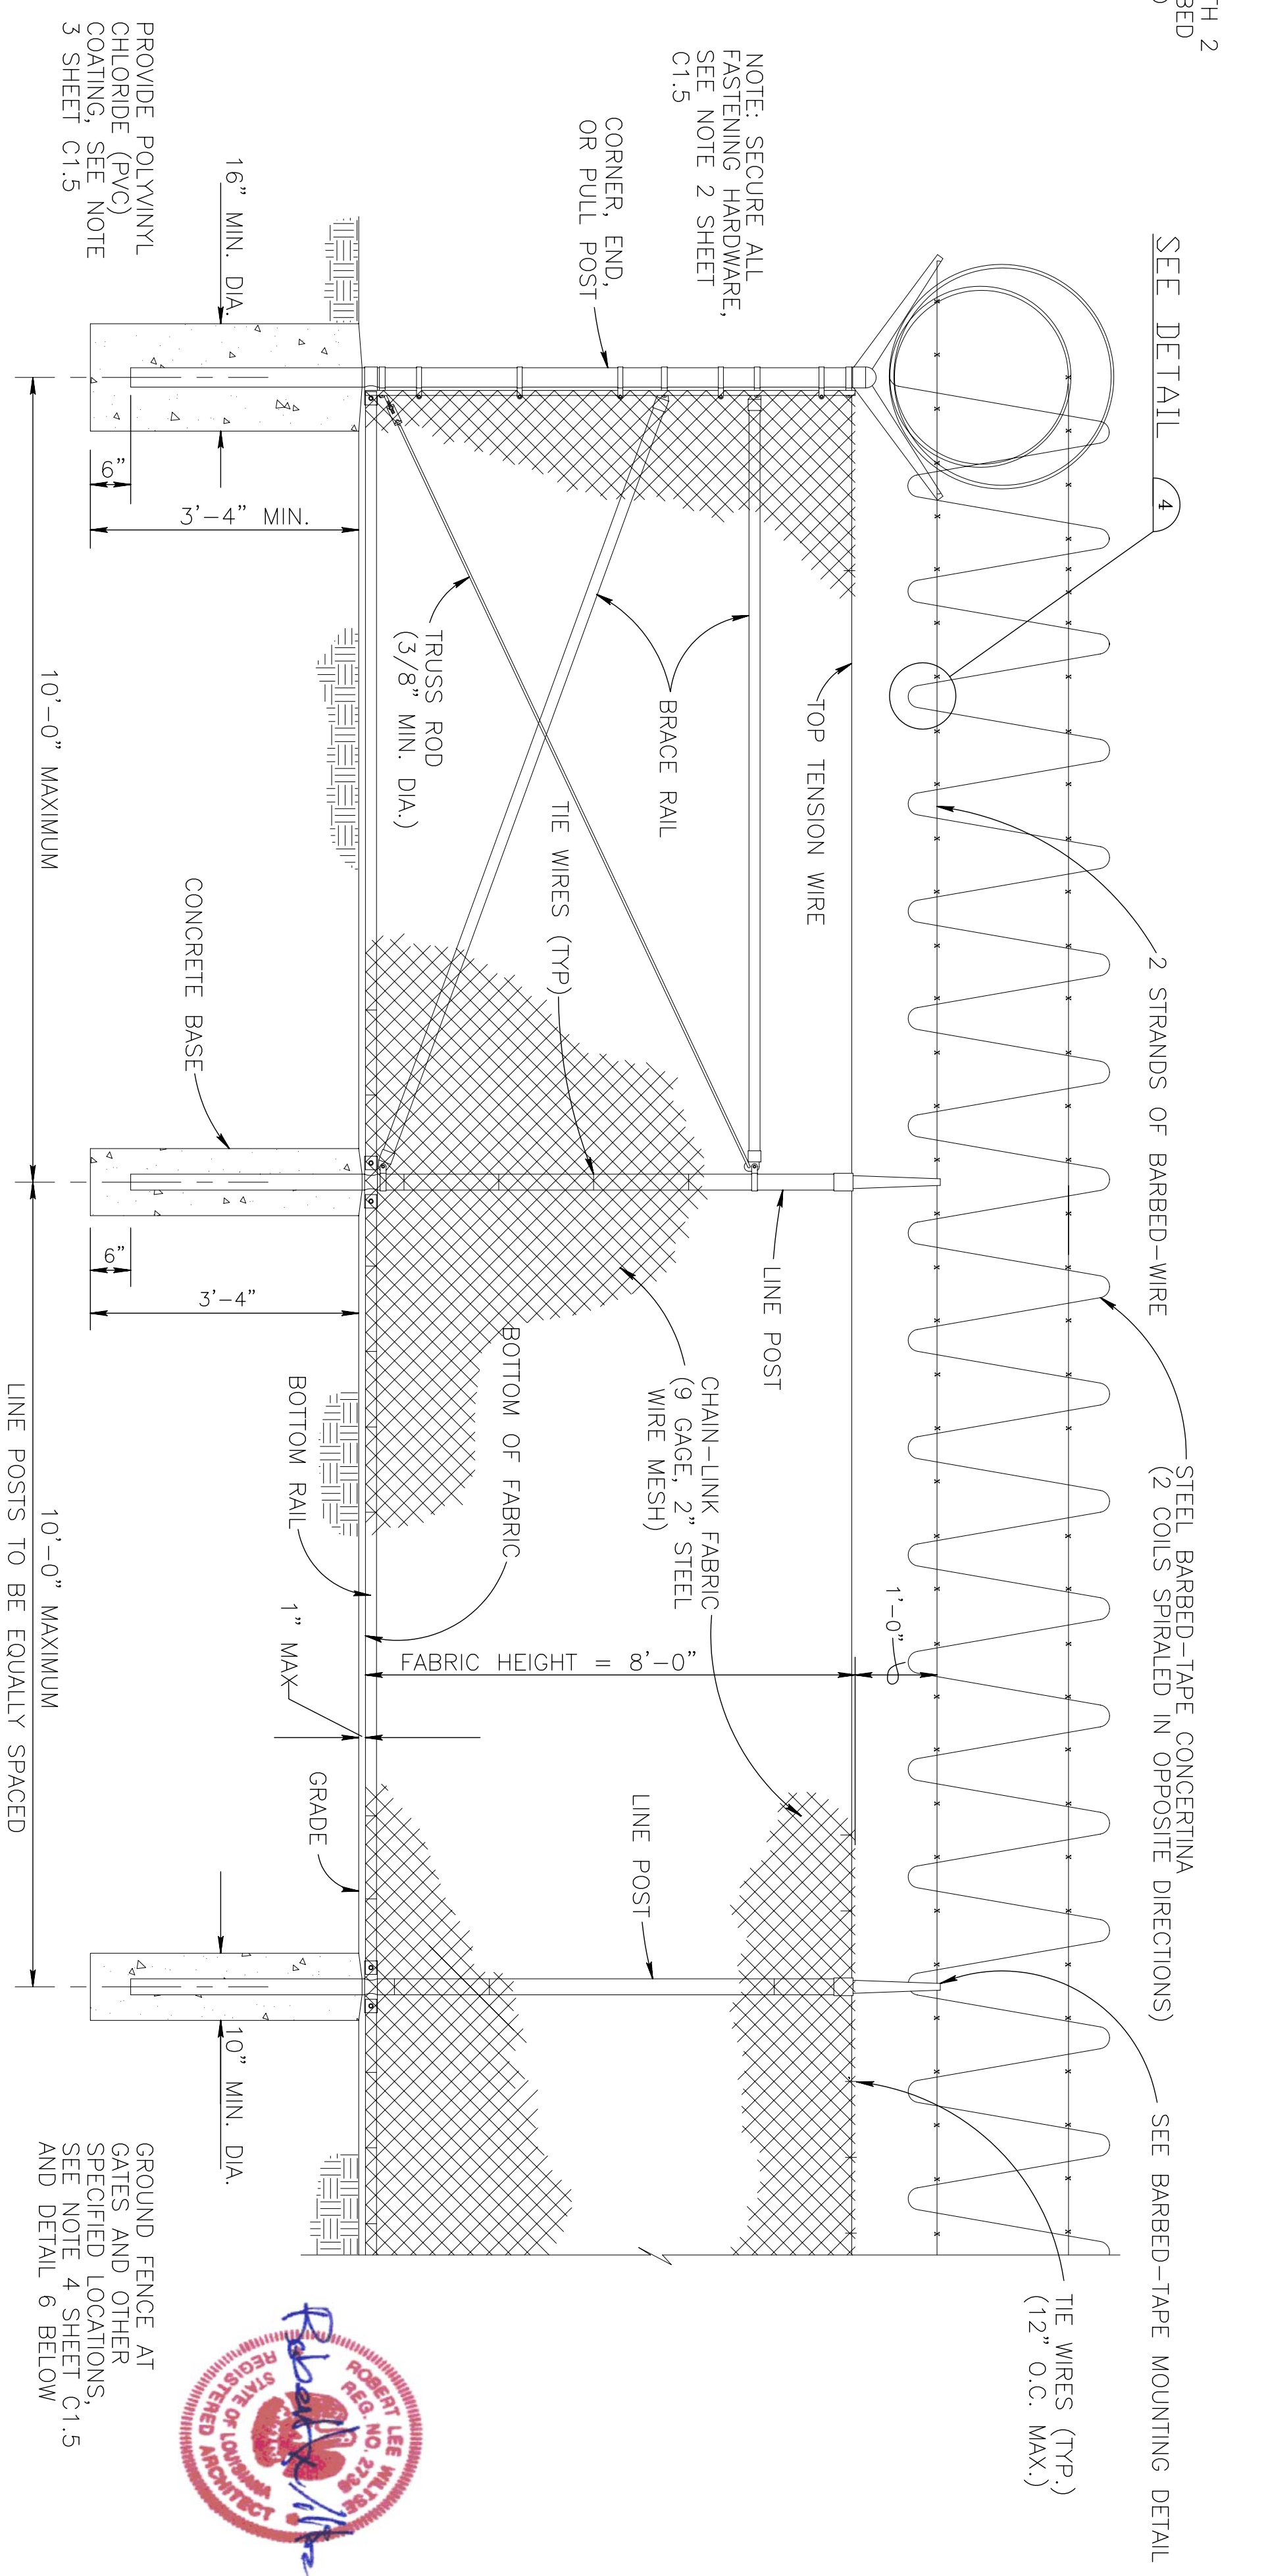 TH 2
BED
SEE DETAIL
4
2 STRANDS OF BARBED-WIRE
STEEL BARBED-TAPE CONCERTINA
(2 COILS SPIRALED IN OPPOSITE DIRECTIONS)
SEE BARBED-TAPE MOUNTING DETAIL
TIE WIRES (TYP.)
(12" O.C. MAX.)
NOTE: SECURE ALL
FASTENING HARDWARE,
SEE NOTE 2 SHEET
C1.5
CORNER, END,
OR PULL POST
TOP TENSION WIRE
BRACE RAIL
TRUSS ROD
(3/8" MIN. DIA.)
TIE WIRES (TYP)
LINE POST
CHAIN-LINK FABRIC
(9 GAGE, 2" STEEL
WIRE MESH)
1'-0"
FABRIC HEIGHT = 8'-0"
LINE POST
BOTTOM OF FABRIC
BOTTOM RAIL
1" MAX
GRADE
16" MIN. DIA.
6"
3'-4" MIN.
CONCRETE BASE
6"
3'-4"
10" MIN. DIA.
PROVIDE POLYVINYL
CHLORIDE (PVC)
COATING, SEE NOTE
3 SHEET C1.5
10'-0" MAXIMUM
10'-0" MAXIMUM
LINE POSTS TO BE EQUALLY SPACED
GROUND FENCE AT
GATES AND OTHER
SPECIFIED LOCATIONS,
SEE NOTE 4 SHEET C1.5
AND DETAIL 6 BELOW
ROBERT LEE WILTSE
REG. NO. 2736
STATE OF LOUISIANA
REGISTERED ARCHITECT